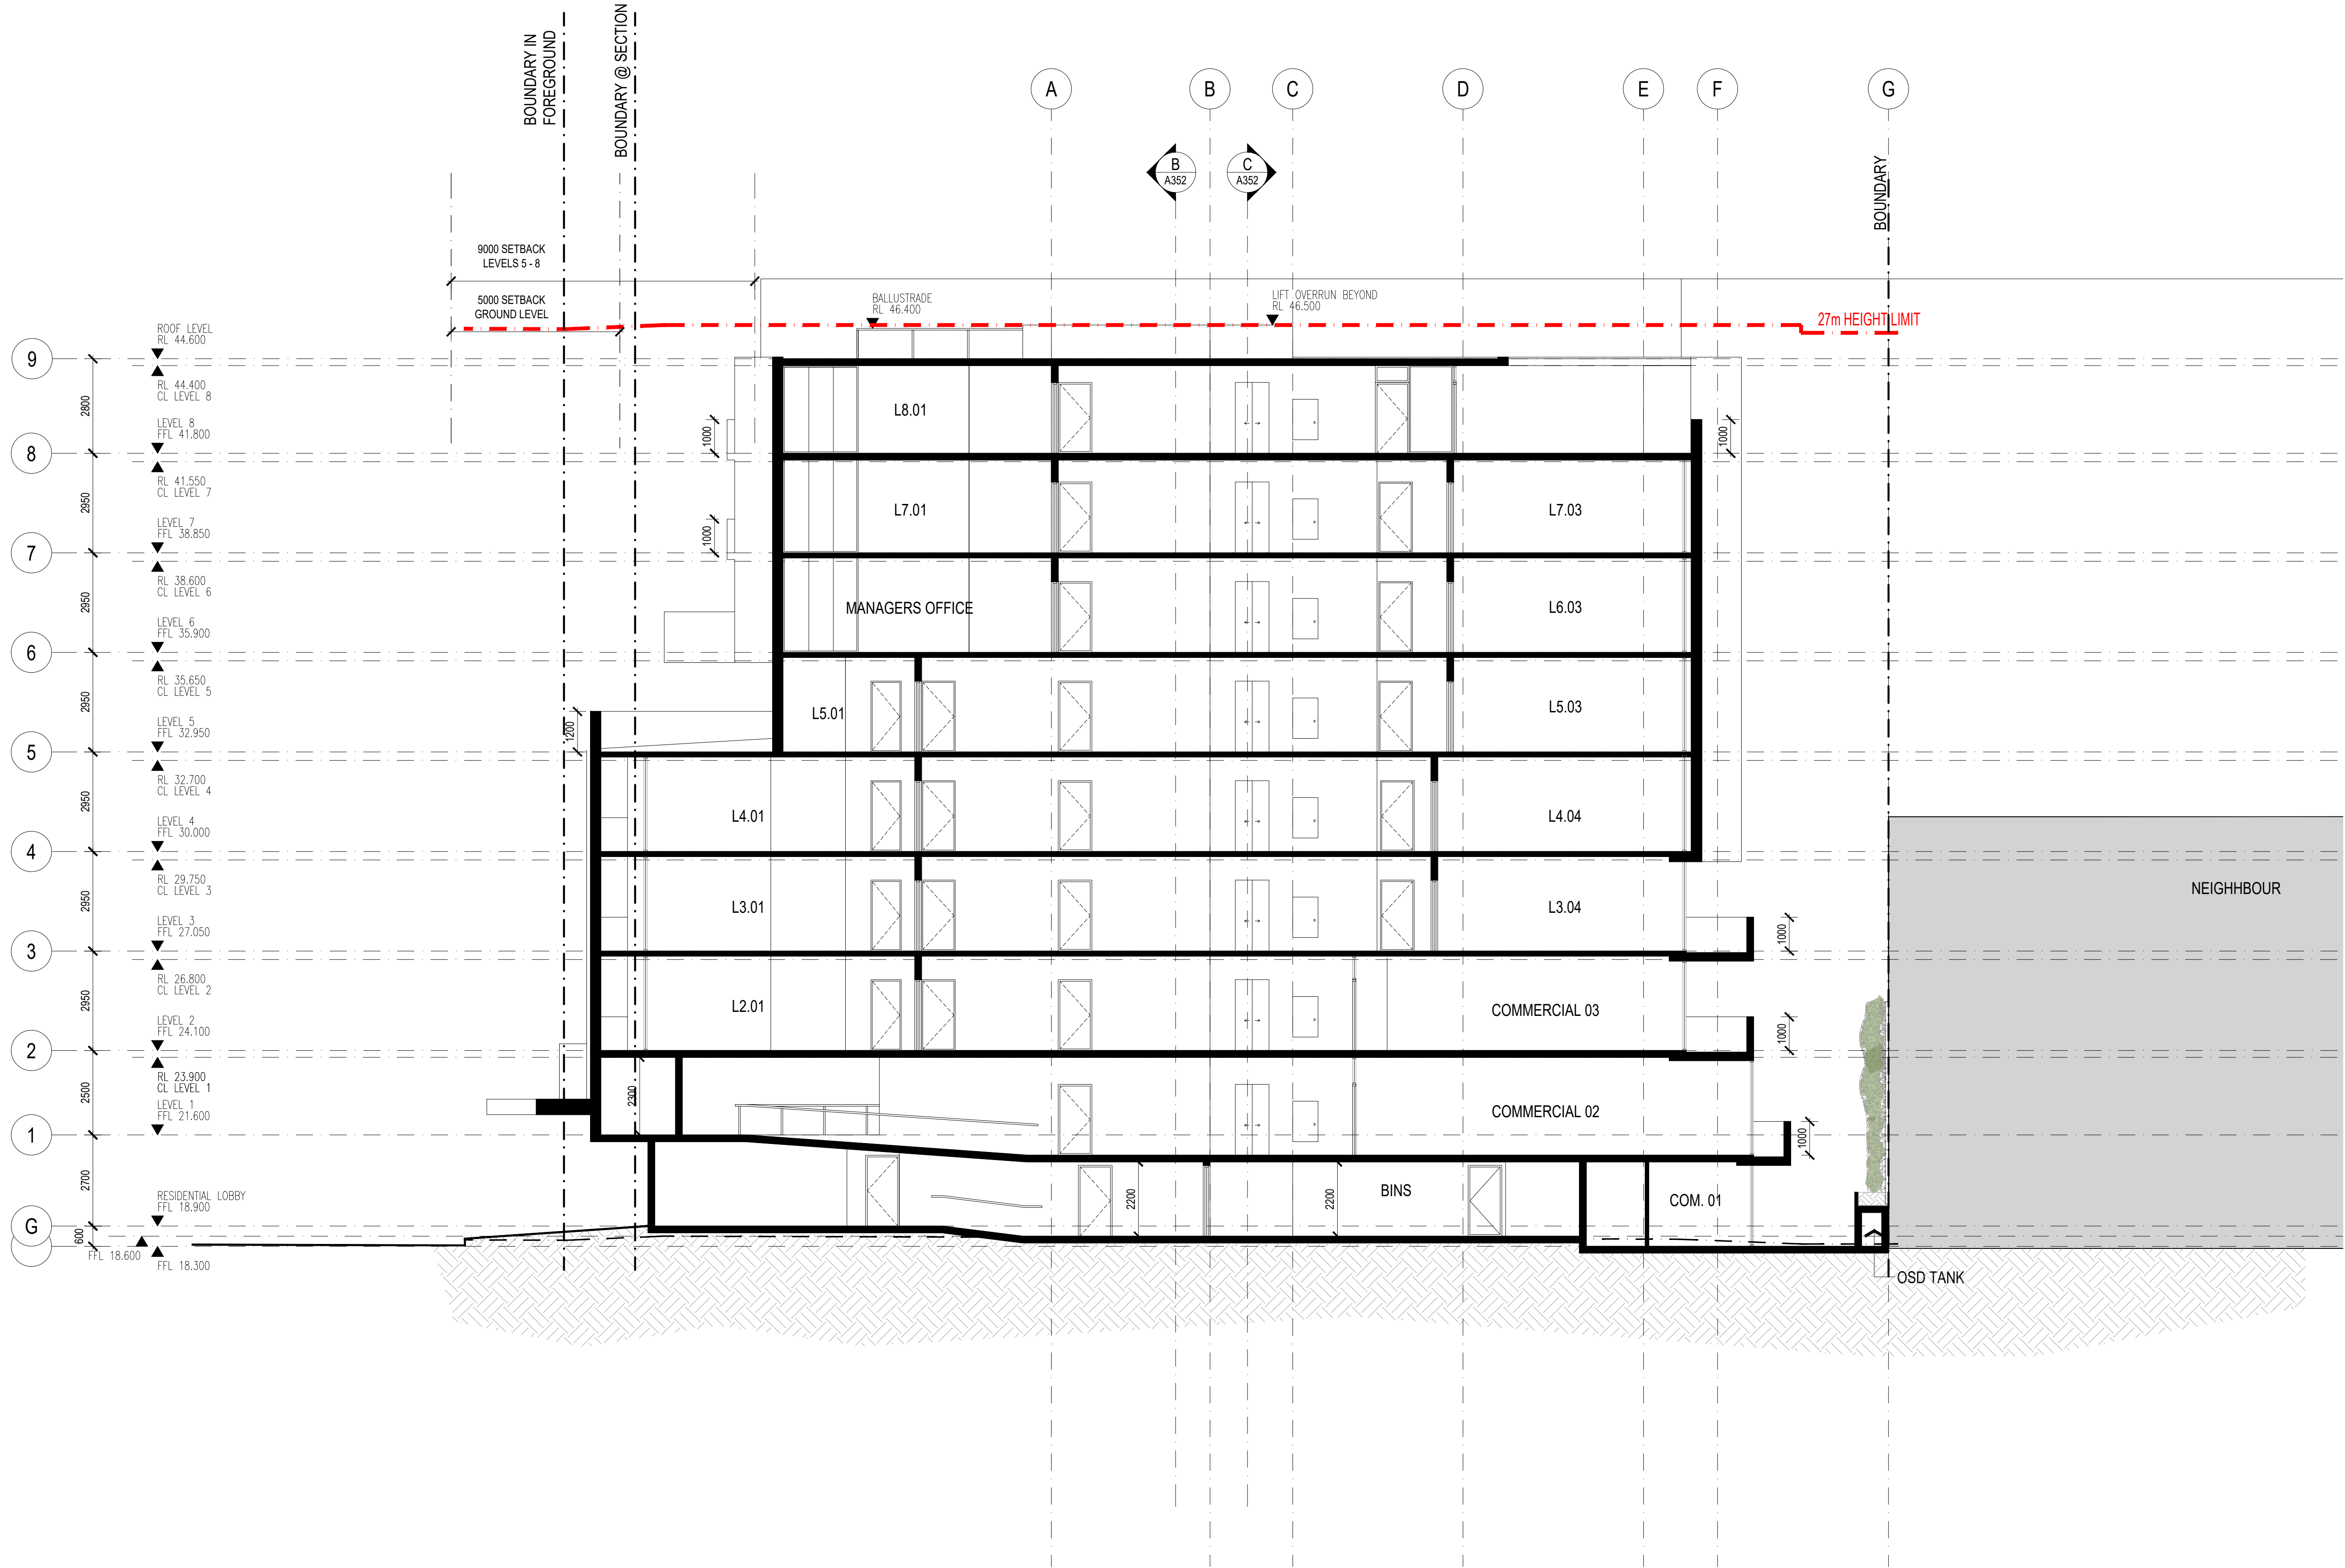 BOUNDARY IN
FOREGROUND
BOUNDARY @ SECTION
A
B
C
D
E
F
G
B
A352
C
A352
BOUNDARY
9000 SETBACK
LEVELS 5 - 8
5000 SETBACK
GROUND LEVEL
BALLUSTRADE
RL 46.400
LIFT OVERRUN BEYOND
RL 46.500
27m HEIGHT LIMIT
ROOF LEVEL
RL 44.600
9
RL 44.400
CL LEVEL 8
2800
L8.01
LEVEL 8
FFL 41.800
1000
1000
8
RL 41.550
CL LEVEL 7
2950
L7.01
L7.03
LEVEL 7
FFL 38.850
1000
7
RL 38.600
CL LEVEL 6
2950
MANAGERS OFFICE
L6.03
LEVEL 6
FFL 35.900
6
RL 35.650
CL LEVEL 5
2950
L5.01
L5.03
LEVEL 5
FFL 32.950
1200
5
RL 32.700
CL LEVEL 4
2950
L4.01
L4.04
LEVEL 4
FFL 30.000
4
RL 29.750
CL LEVEL 3
2950
L3.01
L3.04
NEIGHHBOUR
LEVEL 3
FFL 27.050
1000
3
RL 26.800
CL LEVEL 2
2950
L2.01
COMMERCIAL 03
LEVEL 2
FFL 24.100
1000
2
RL 23.900
CL LEVEL 1
2500
2300
COMMERCIAL 02
LEVEL 1
FFL 21.600
1000
1
2700
2200
2200
BINS
COM. 01
RESIDENTIAL LOBBY
FFL 18.900
G
600
FFL 18.600
FFL 18.300
OSD TANK